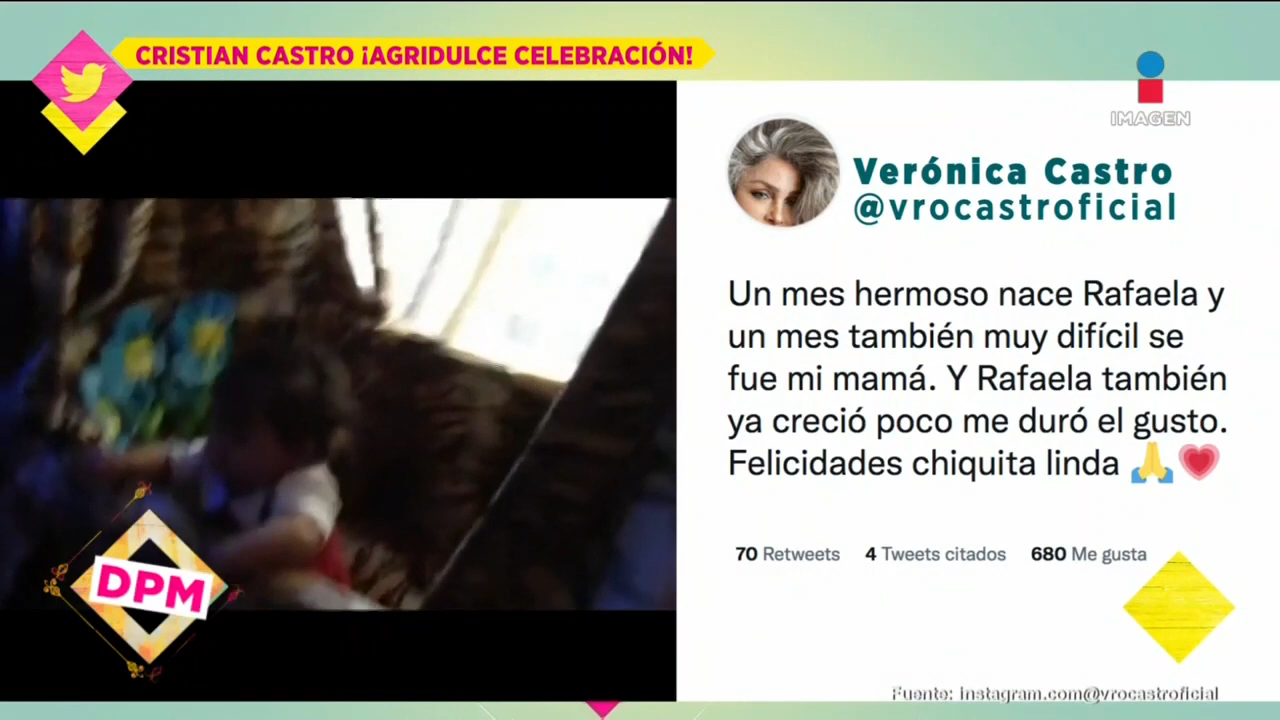 CRISTIAN CASTRO ¡AGRIDULCE CELEBRACIÓN!
IMAGEN
Verónica Castro
@vrocastroficial
Un mes hermoso nace Rafaela y
un mes también muy difícil se
fue mi mamá. Y Rafaela también
ya creció poco me duró el gusto.
Felicidades chiquita linda 🙏💗
70 Retweets 4 Tweets citados 680 Me gusta
DPM
Fuente: instagram.com@vrocastroficial